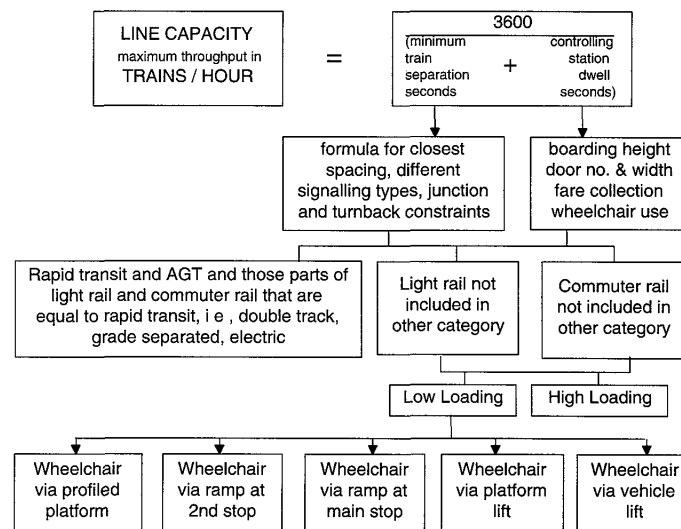 LINE CAPACITY
maximum throughput in
TRAINS / HOUR
=
3600
(minimum
train
separation
seconds
+
controlling
station
dwell
seconds)
formula for closest
spacing, different
signalling types, junction
and turnback constraints
boarding height
door no. & width
fare collection
wheelchair use
Rapid transit and AGT and those parts of
light rail and commuter rail that are
equal to rapid transit, i e , double track,
grade separated, electric
Light rail not
included in
other category
Commuter rail
not included in
other category
Low Loading
High Loading
Wheelchair
via profiled
platform
Wheelchair
via ramp at
2nd stop
Wheelchair
via ramp at
main stop
Wheelchair
via platform
lift
Wheelchair
via vehicle
lift